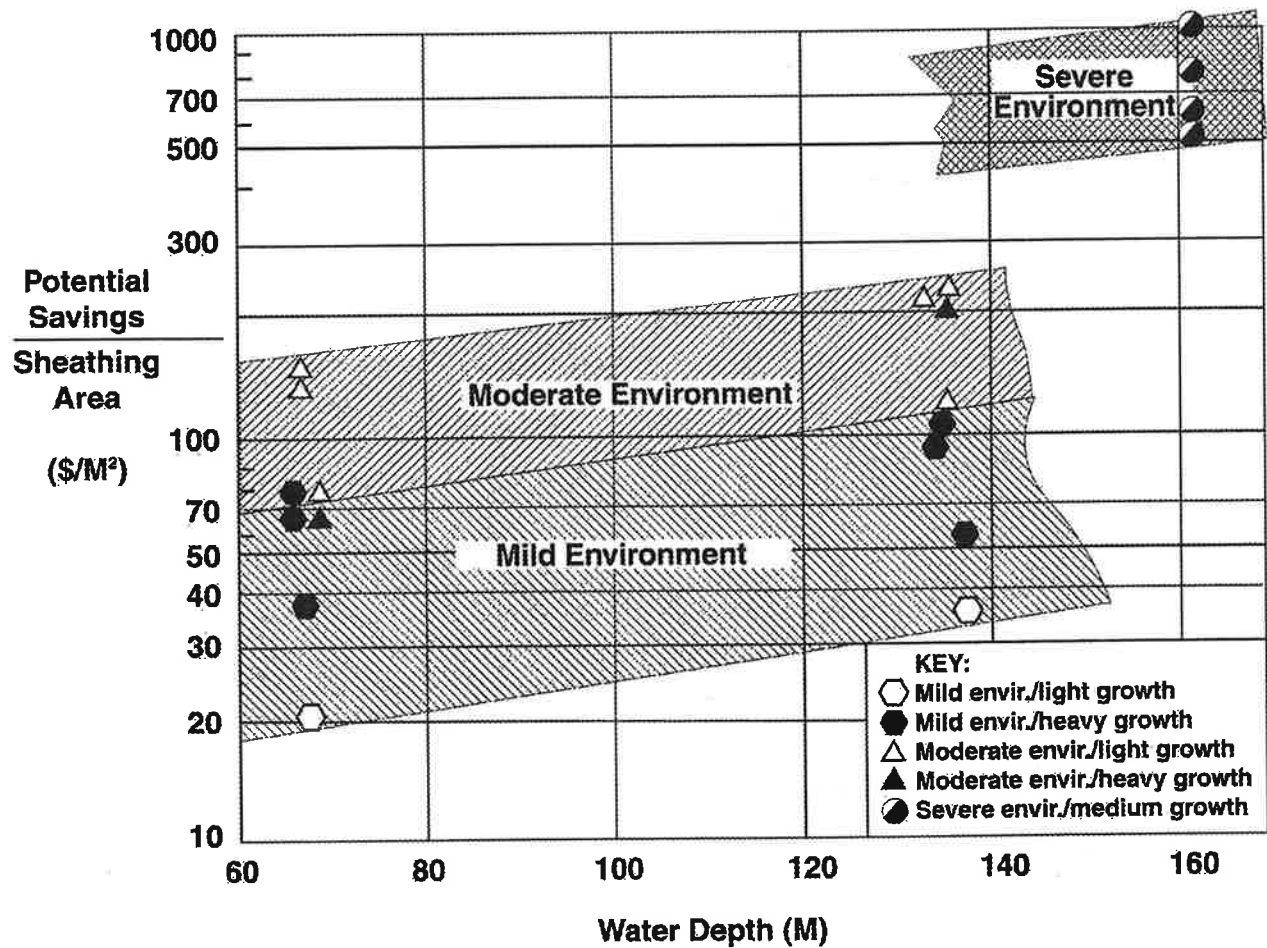 1000
700
500
300
Potential
Savings
Sheathing
Area
($/M²)
100
70
50
40
30
20
10
Severe
Environment
Moderate Environment
Mild Environment
KEY:
Mild envir./light growth
Mild envir./heavy growth
Moderate envir./light growth
Moderate envir./heavy growth
Severe envir./medium growth
60
80
100
120
140
160
Water Depth (M)